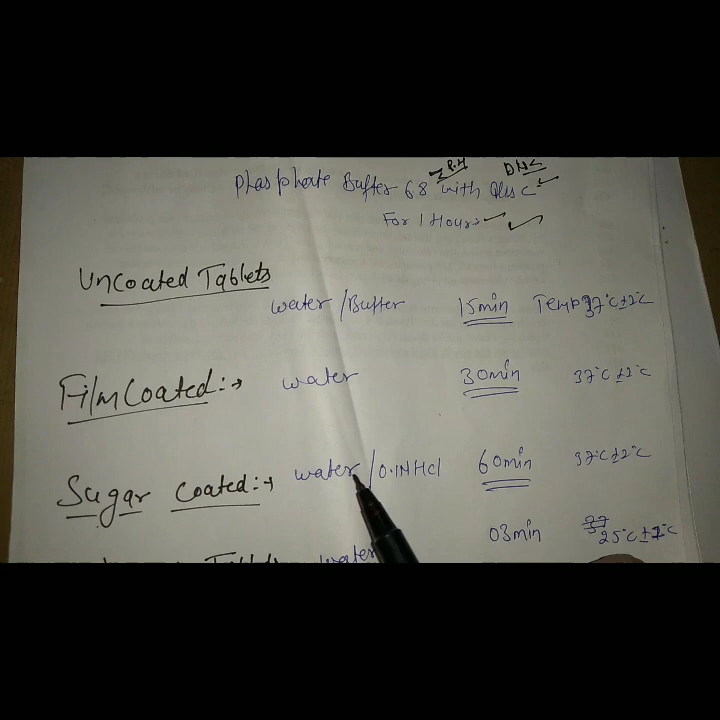 P.H DNC
Phosphate Buffer 6.8 with disc
For 1 Hours
Uncoated Tablets
water / Buffer 15min Temp 37°C±2°C
Film Coated:→ water 30min 37°C±2°C
Sugar Coated:→ water / 0.1N HCl 60min 37°C±2°C
water 03min 25°C±1°C